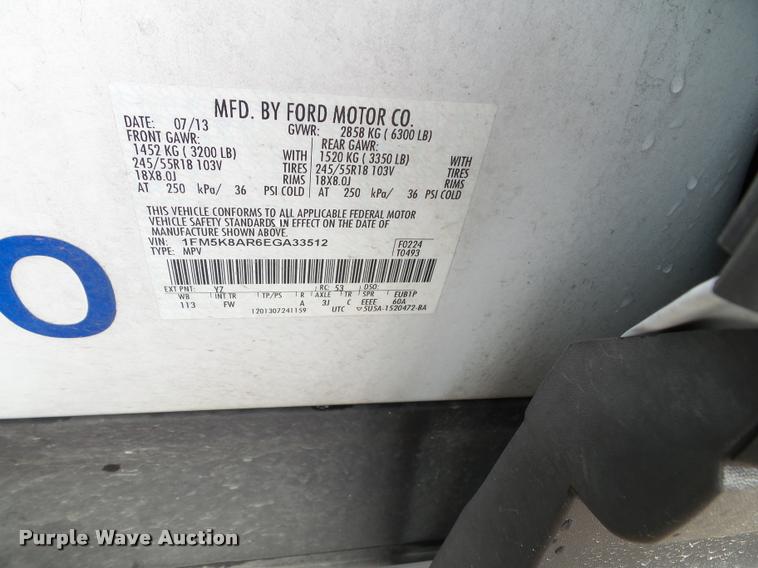 MFD. BY FORD MOTOR CO.
DATE: 07/13 GVWR: 2858 KG ( 6300 LB)
FRONT GAWR: REAR GAWR:
1452 KG ( 3200 LB) WITH 1520 KG ( 3350 LB) WITH
245/55R18 103V TIRES 245/55R18 103V TIRES
18X8.0J RIMS 18X8.0J RIMS
AT 250 kPa/ 36 PSI COLD AT 250 kPa/ 36 PSI COLD
THIS VEHICLE CONFORMS TO ALL APPLICABLE FEDERAL MOTOR
VEHICLE SAFETY STANDARDS IN EFFECT ON THE DATE OF
MANUFACTURE SHOWN ABOVE.
VIN: 1FM5K8AR6EGA33512 F0224
TYPE: MPV T0493
EXT PNT: YZ RC: 53 DSO:
WB INT TR TP/PS R AXLE TR SPR EUB1P
113 FW A 3J C EEEE 60A
1201307241159 UTC ▽5U5A-1520472-BA
O
Purple Wave Auction